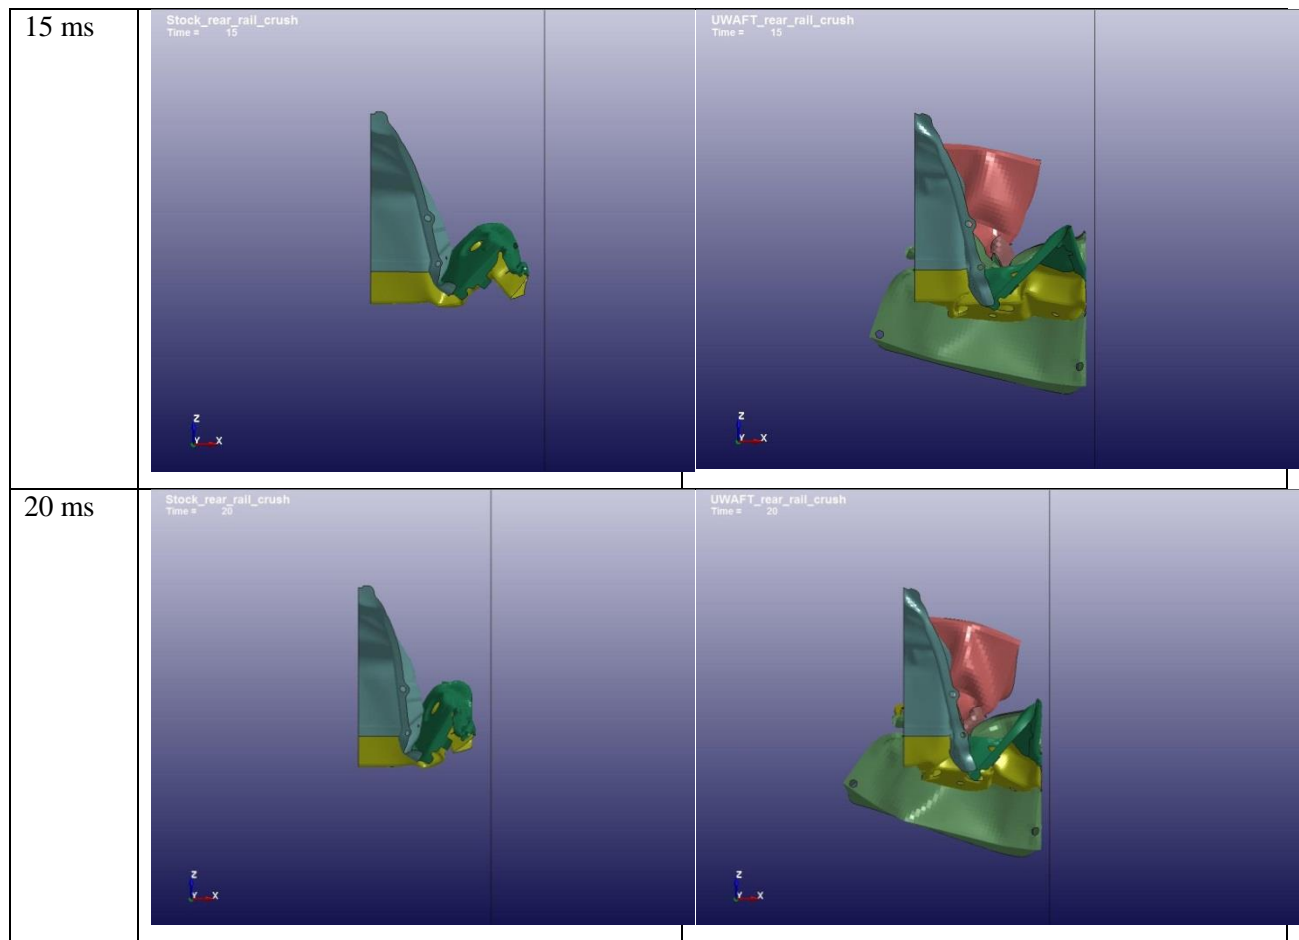 15 ms
Stock_rear_rail_crush
Time = 15
Z
Y X
UWAFT_rear_rail_crush
Time = 15
Z
Y X
20 ms
Stock_rear_rail_crush
Time = 20
Z
Y X
UWAFT_rear_rail_crush
Time = 20
Z
Y X